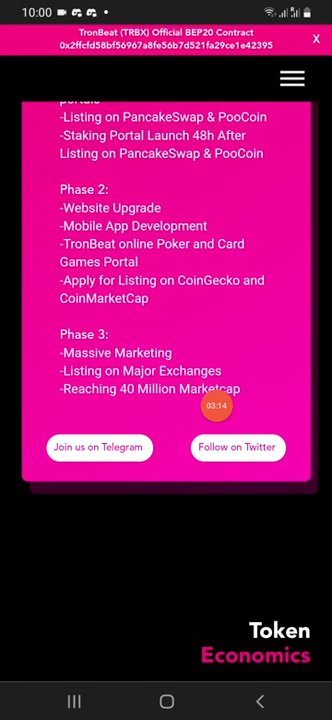 10:00
TronBeat (TRBX) Official BEP20 Contract
0x2ffcfd58bf56967a8fe56b7d521fa29ce1e42395
X
portals
-Listing on PancakeSwap & PooCoin
-Staking Portal Launch 48h After
Listing on PancakeSwap & PooCoin
Phase 2:
-Website Upgrade
-Mobile App Development
-TronBeat online Poker and Card
Games Portal
-Apply for Listing on CoinGecko and
CoinMarketCap
Phase 3:
-Massive Marketing
-Listing on Major Exchanges
-Reaching 40 Million Marketcap
03:14
Join us on Telegram
Follow on Twitter
Token
Economics